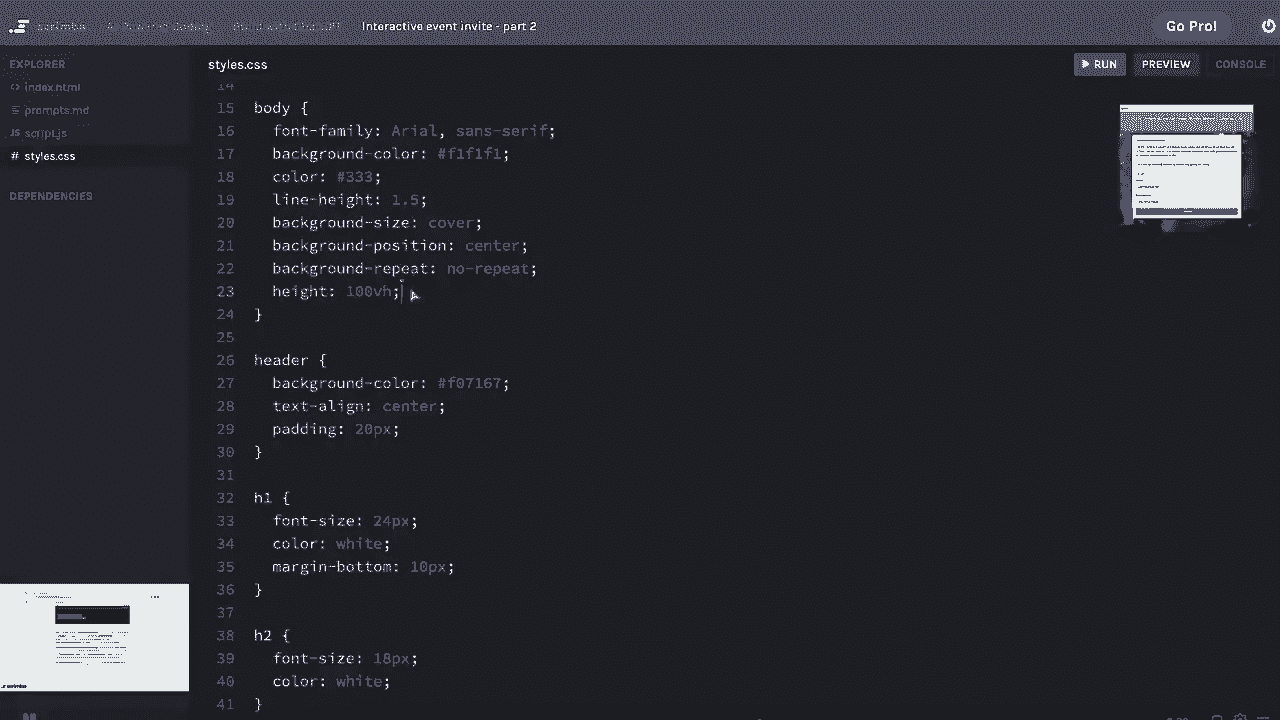 Interactive event invite - part 2
Go Pro!
EXPLORER
styles.css
RUN
PREVIEW
CONSOLE
index.html
prompts.md
JS script.js
# styles.css
DEPENDENCIES
14
15 body {
16 font-family: Arial, sans-serif;
17 background-color: #f1f1f1;
18 color: #333;
19 line-height: 1.5;
20 background-size: cover;
21 background-position: center;
22 background-repeat: no-repeat;
23 height: 100vh;
24 }
25
26 header {
27 background-color: #f07167;
28 text-align: center;
29 padding: 20px;
30 }
31
32 h1 {
33 font-size: 24px;
34 color: white;
35 margin-bottom: 10px;
36 }
37
38 h2 {
39 font-size: 18px;
40 color: white;
41 }